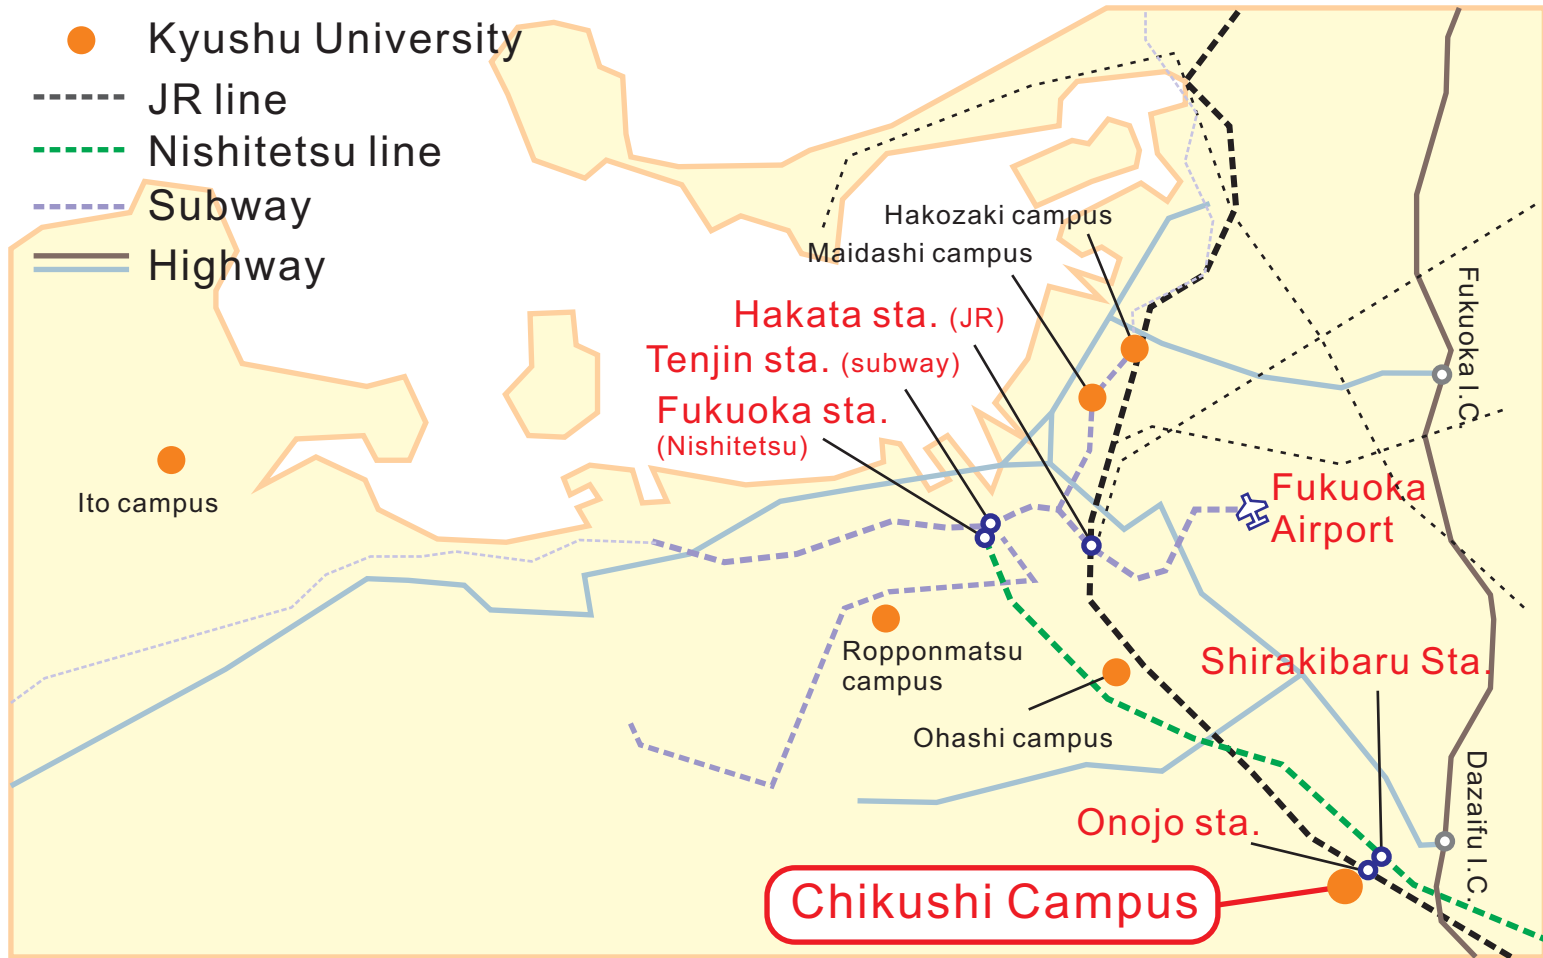 Kyushu University
JR line
Nishitetsu line
Subway
Highway
Hakozaki campus
Maidashi campus
Hakata sta. (JR)
Tenjin sta. (subway)
Fukuoka sta.
(Nishitetsu)
Fukuoka I.C.
Ito campus
Fukuoka
Airport
Ropponmatsu
campus
Shirakibaru Sta.
Ohashi campus
Dazaifu I.C.
Onojo sta.
Chikushi Campus